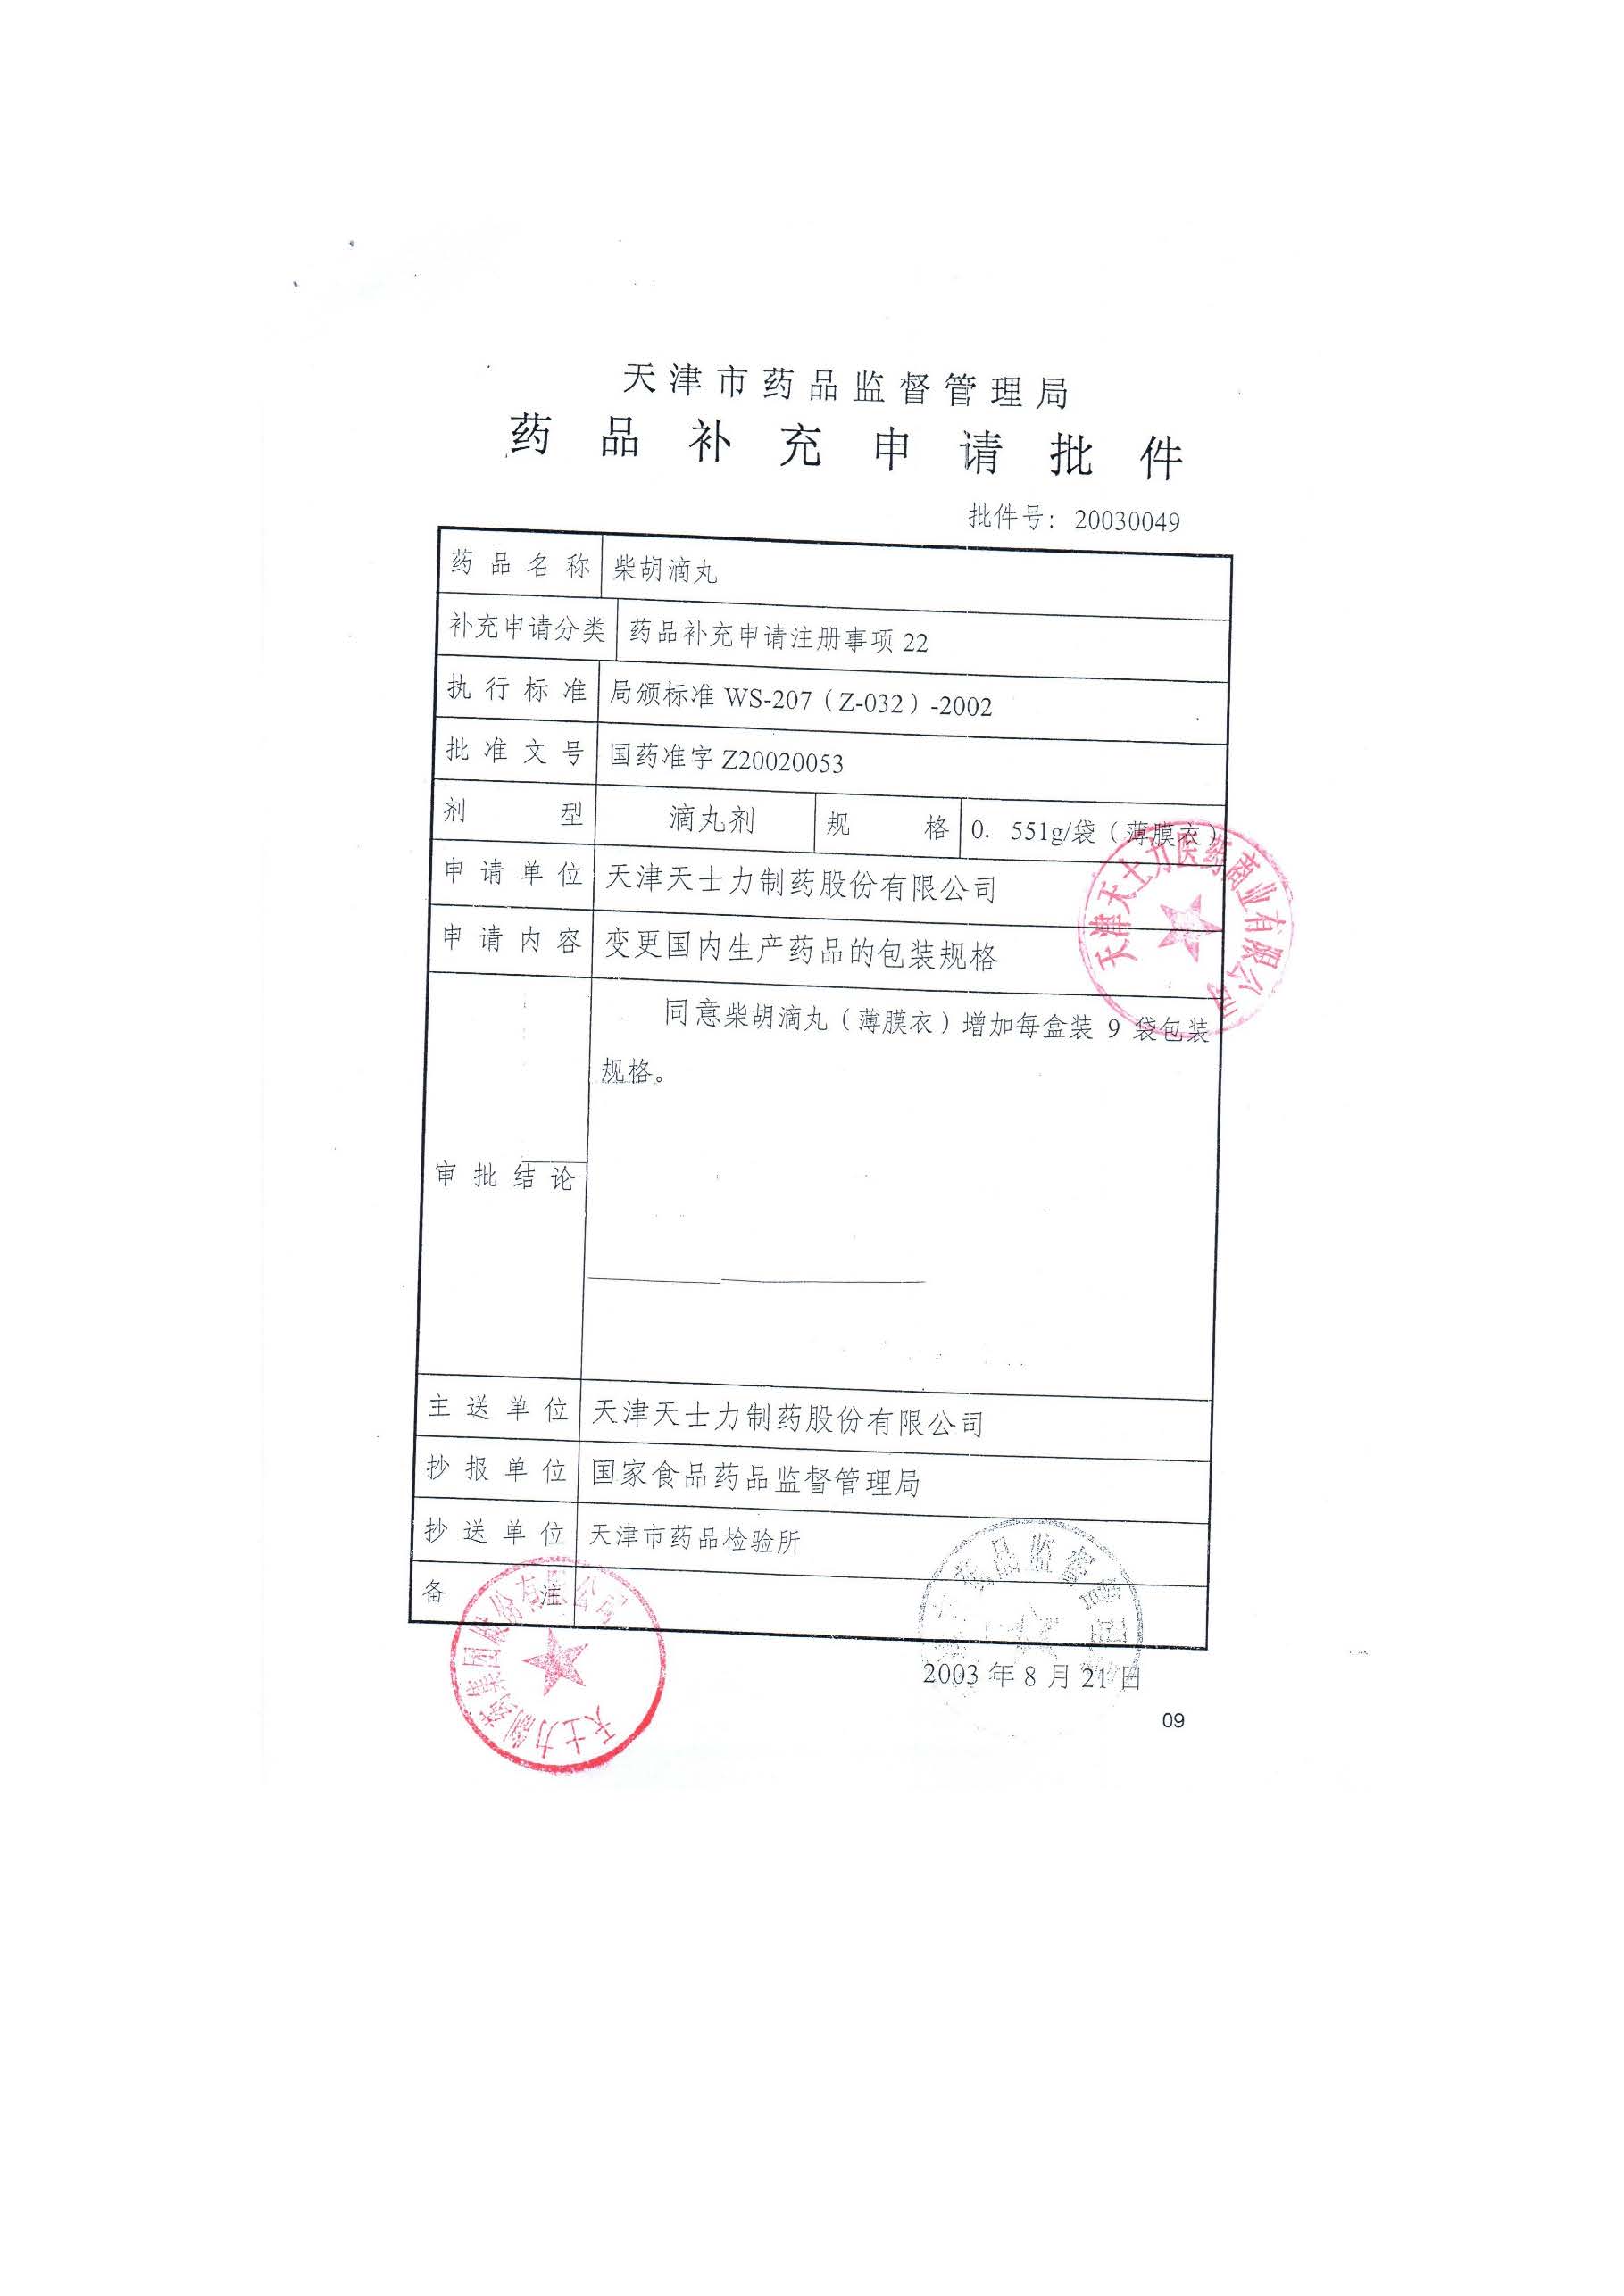 天津市药品监督管理局
药品补充申请批件
批件号：20030049
药品名称 柴胡滴丸
补充申请分类 药品补充申请注册事项 22
执行标准 局颁标准 WS-207（Z-032）-2002
批准文号 国药准字 Z20020053
剂型 滴丸剂 规格 0. 551g/袋（薄膜衣）
天津天士力医药商业有限公司
申请单位 天津天士力制药股份有限公司
申请内容 变更国内生产药品的包装规格
同意柴胡滴丸（薄膜衣）增加每盒装 9 袋包装
规格。
审批结论
主送单位 天津天士力制药股份有限公司
抄报单位 国家食品药品监督管理局
抄送单位 天津市药品检验所
备注
药品监督管理
天士力制药集团股份有限公司
2003 年 8 月 21 日
09